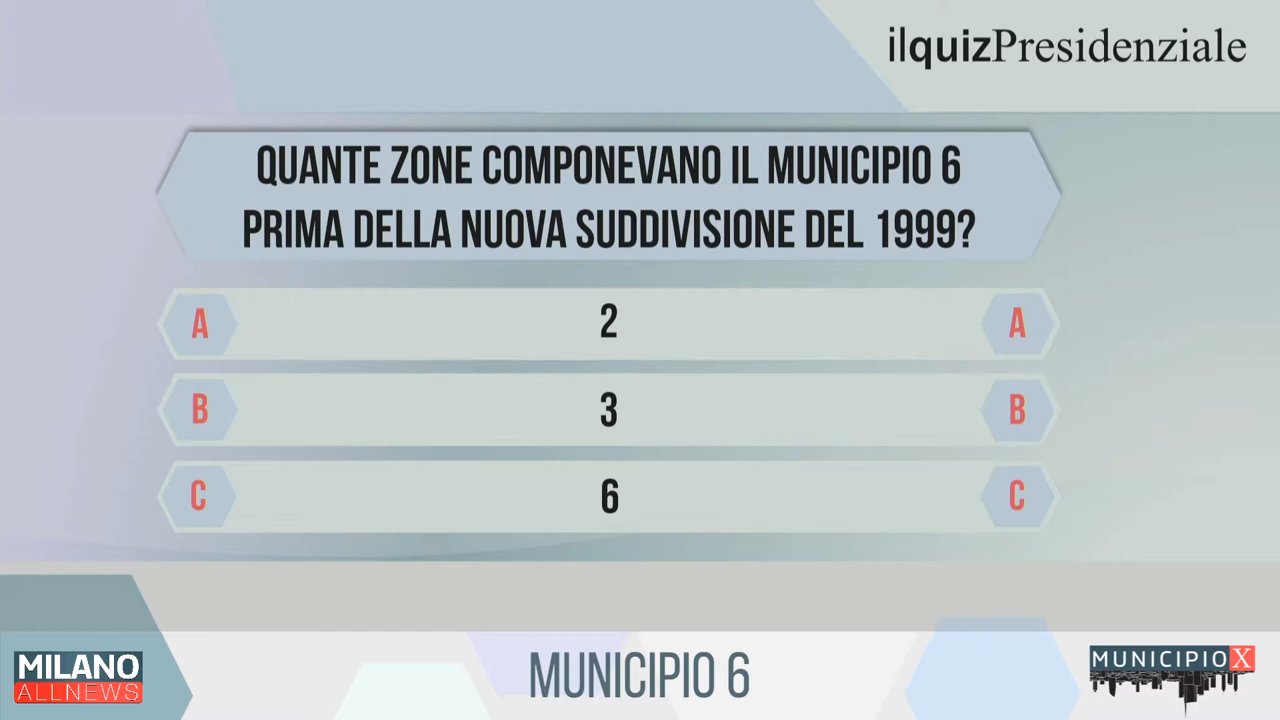 ilquizPresidenziale
QUANTE ZONE COMPONEVANO IL MUNICIPIO 6
PRIMA DELLA NUOVA SUDDIVISIONE DEL 1999?
A 2 A
B 3 B
C 6 C
MILANO
ALLNEWS
MUNICIPIO 6
MUNICIPIO X